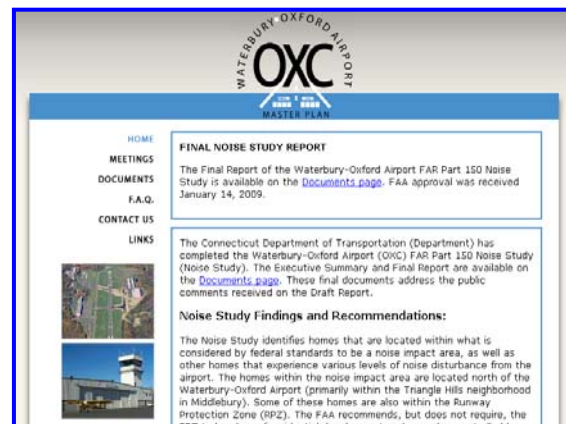 WATERBURY-OXFORD AIRPORT
OXC
MASTER PLAN
HOME
MEETINGS
DOCUMENTS
F.A.Q.
CONTACT US
LINKS
FINAL NOISE STUDY REPORT
The Final Report of the Waterbury-Oxford Airport FAR Part 150 Noise
Study is available on the Documents page. FAA approval was received
January 14, 2009.
The Connecticut Department of Transportation (Department) has
completed the Waterbury-Oxford Airport (OXC) FAR Part 150 Noise Study
(Noise Study). The Executive Summary and Final Report are available on
the Documents page. These final documents address the public
comments received on the Draft Report.
Noise Study Findings and Recommendations:
The Noise Study identifies homes that are located within what is
considered by federal standards to be a noise impact area, as well as
other homes that experience various levels of noise disturbance from the
airport. The homes within the noise impact area are located north of the
Waterbury-Oxford Airport (primarily within the Triangle Hills neighborhood
in Middlebury). Some of these homes are also within the Runway
Protection Zone (RPZ). The FAA recommends, but does not require, the